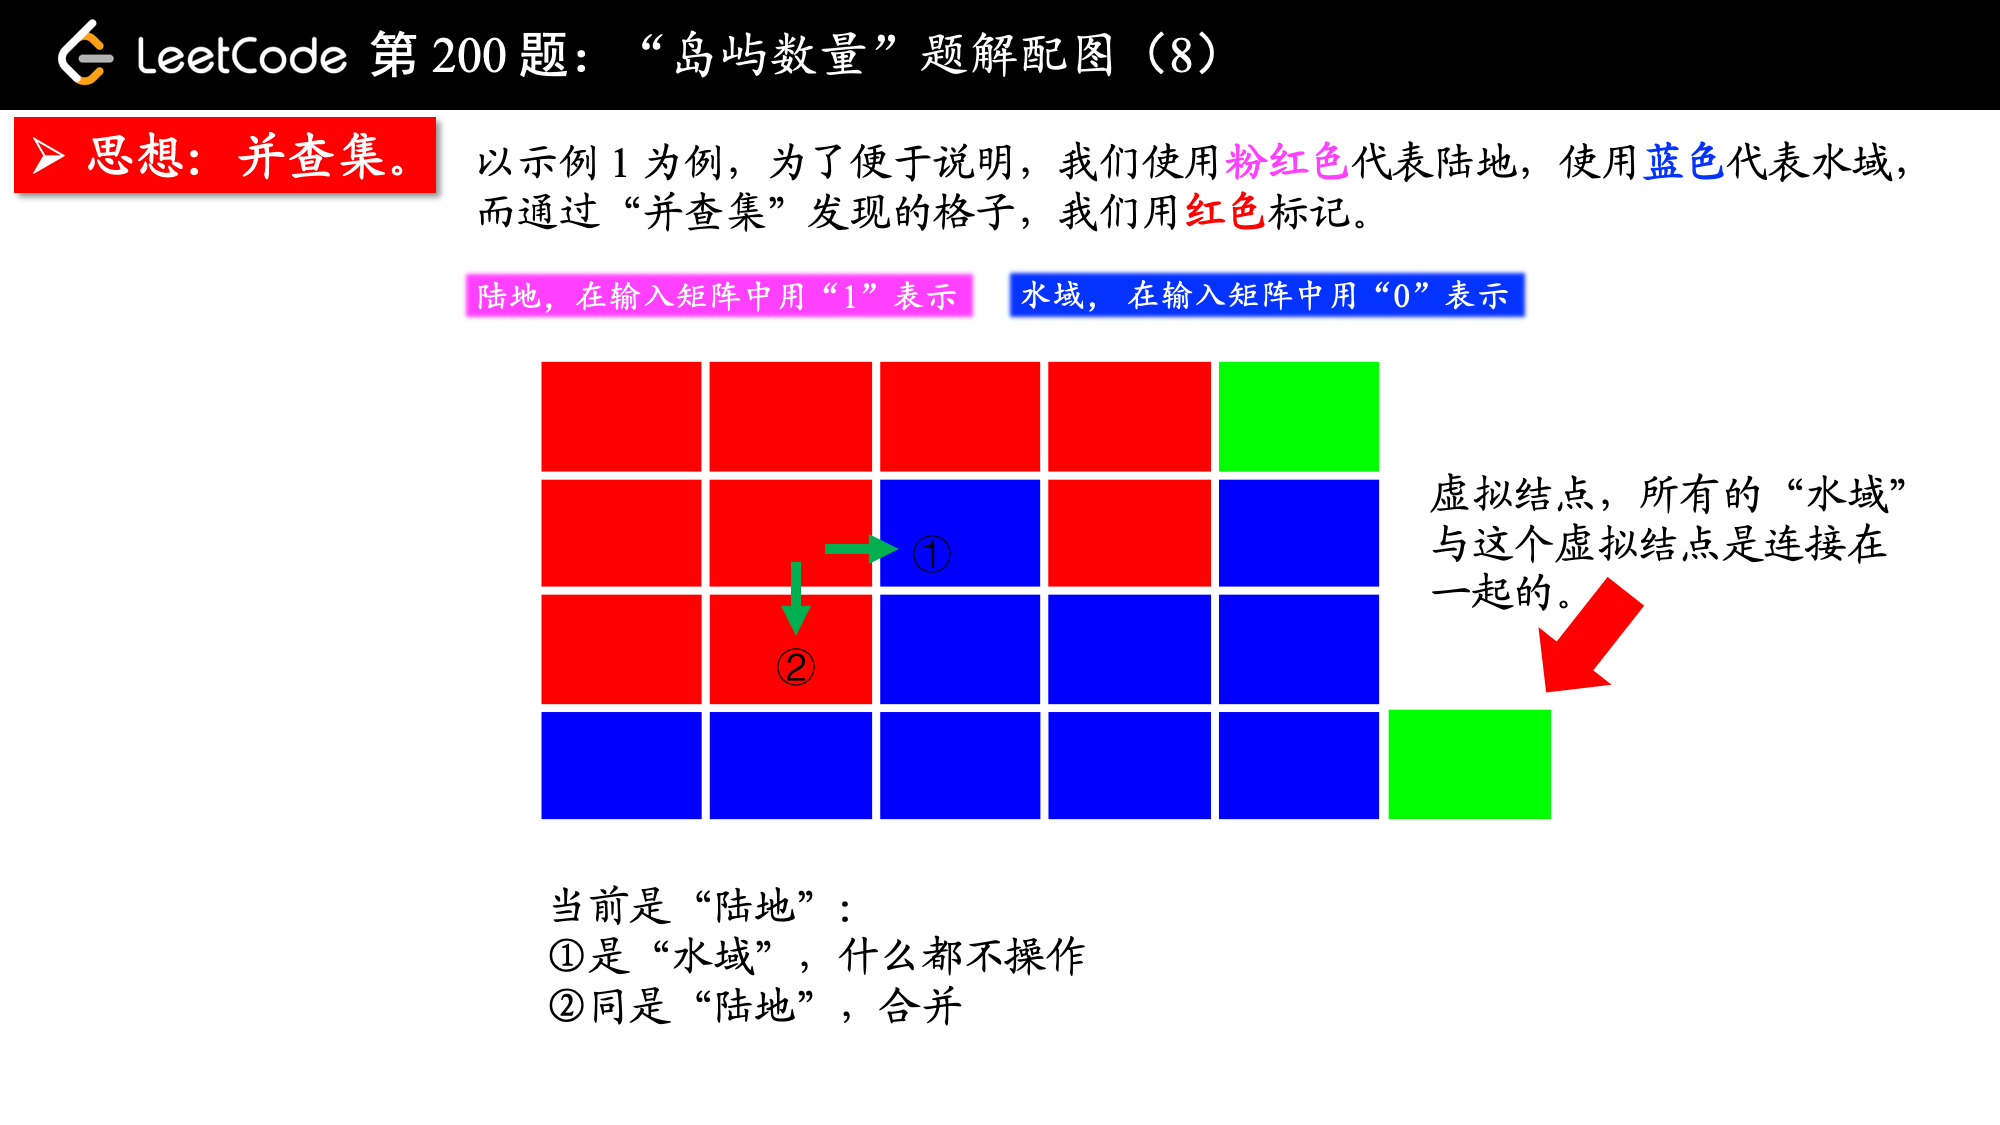 LeetCode 第 200 题：“岛屿数量”题解配图（8）
思想：并查集。
以示例 1 为例，为了便于说明，我们使用粉红色代表陆地，使用蓝色代表水域，
而通过“并查集”发现的格子，我们用红色标记。
陆地，在输入矩阵中用“1”表示
水域，在输入矩阵中用“0”表示
虚拟结点，所有的“水域”
与这个虚拟结点是连接在
一起的。
①
②
当前是“陆地”：
①是“水域”，什么都不操作
②同是“陆地”，合并